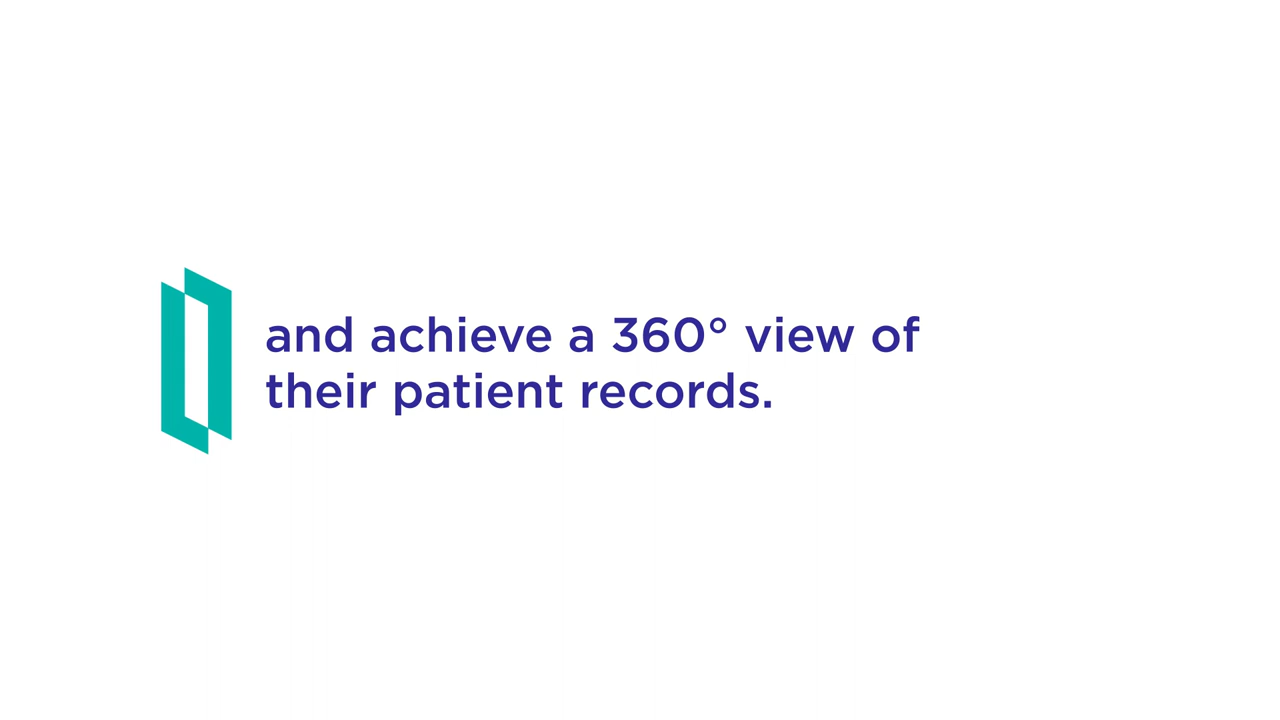 and achieve a 360° view of
their patient records.